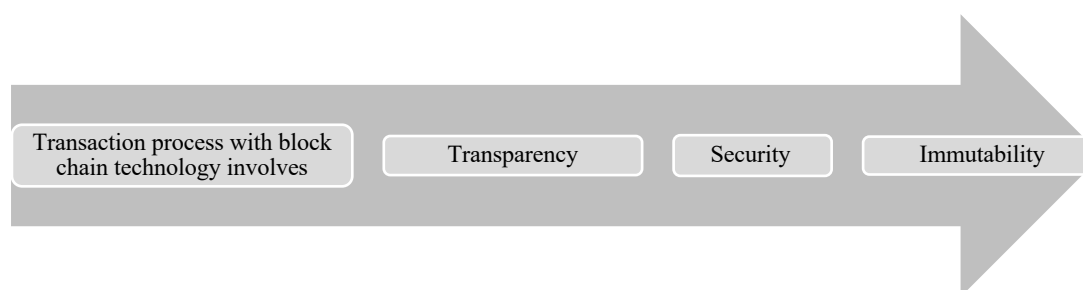 Transaction process with block
chain technology involves
Transparency
Security
Immutability